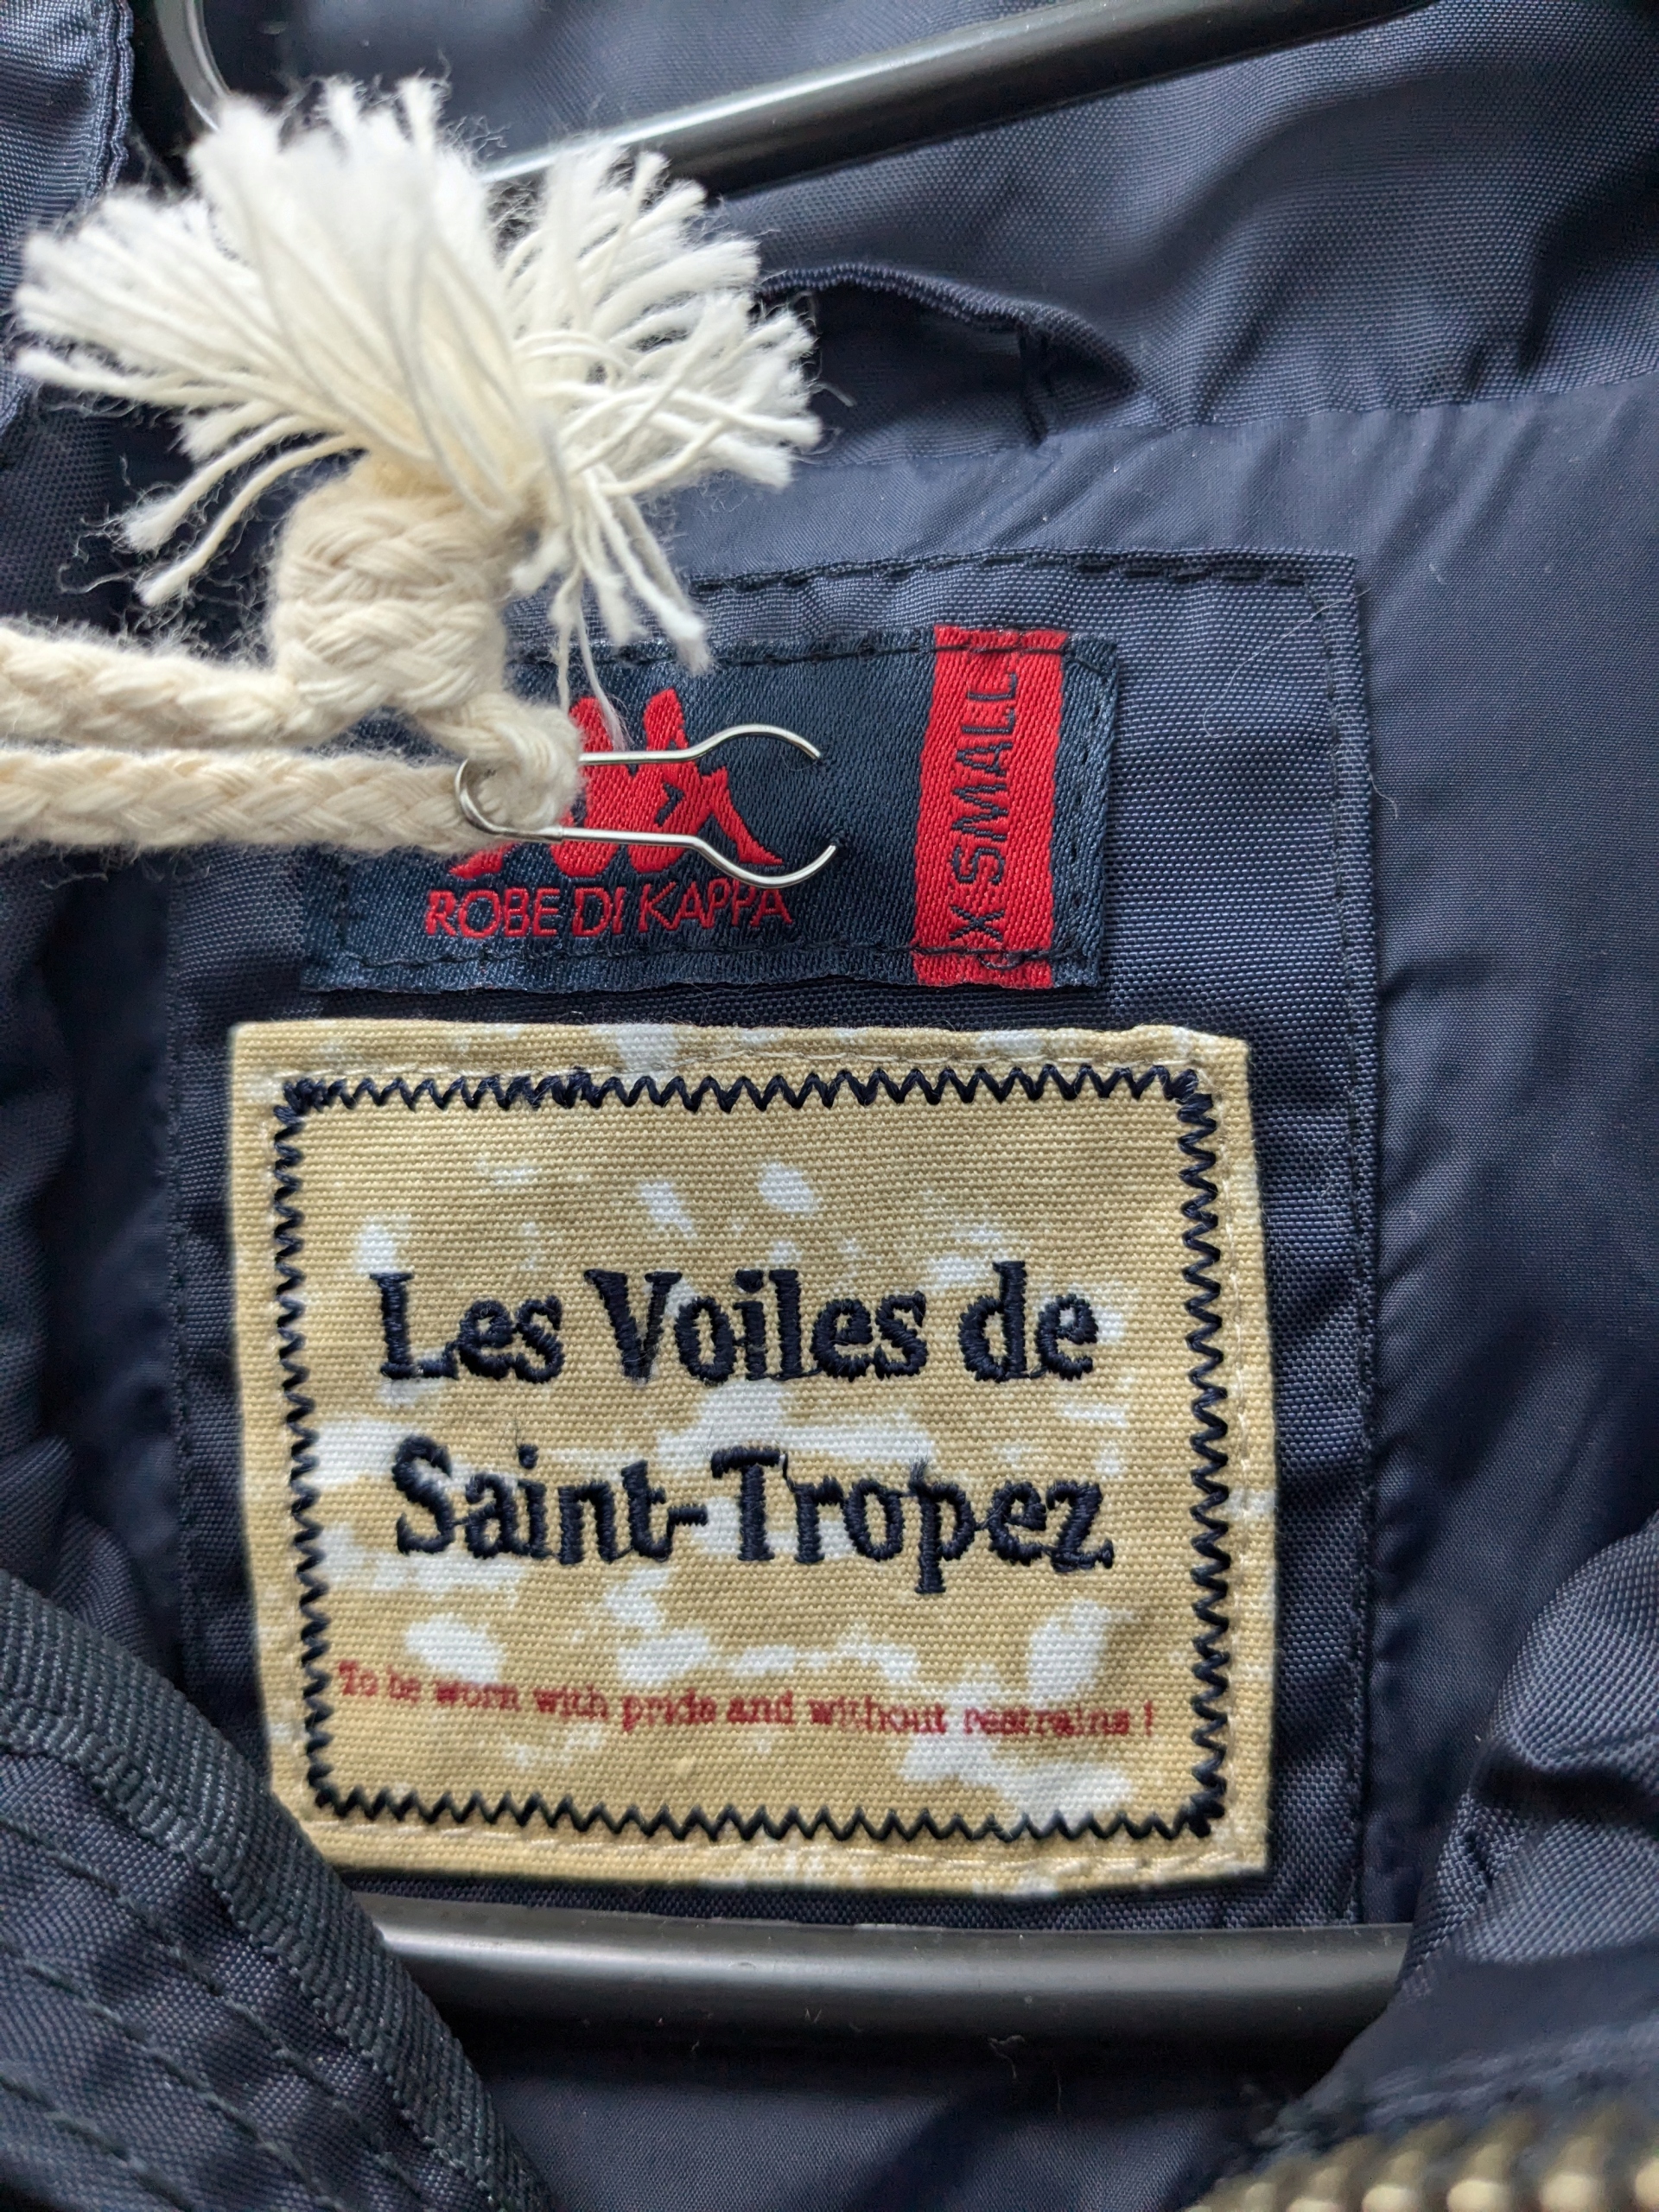 ROBE DI KAPPA
X SMALL
Les Voiles de
Saint-Tropez
To be worn with pride and without restrains !